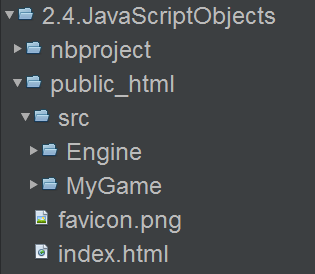 2.4.JavaScriptObjects
nbproject
public_html
src
Engine
MyGame
favicon.png
index.html